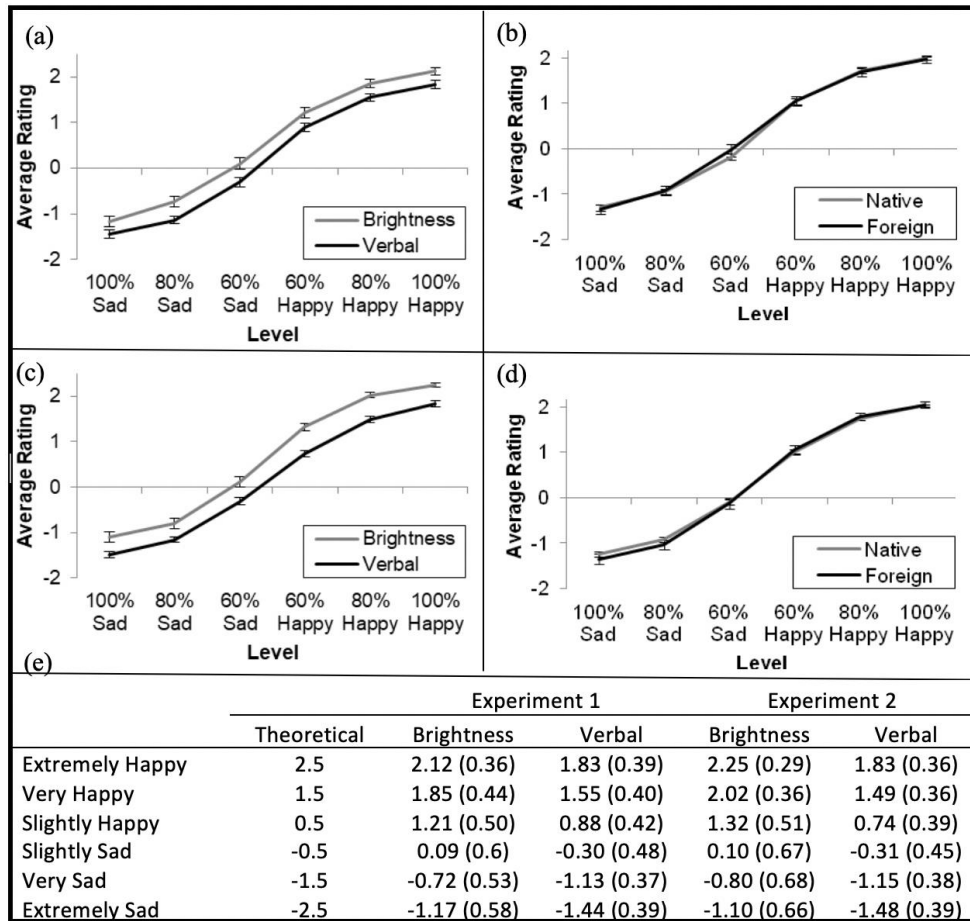 (a)
Average Rating
2
1
0
-1
-2
Brightness
Verbal
100% Sad
80% Sad
60% Sad
60% Happy
80% Happy
100% Happy
Level
(b)
Average Rating
2
1
0
-1
-2
Native
Foreign
100% Sad
80% Sad
60% Sad
60% Happy
80% Happy
100% Happy
Level
(c)
Average Rating
2
1
0
-1
-2
Brightness
Verbal
100% Sad
80% Sad
60% Sad
60% Happy
80% Happy
100% Happy
Level
(d)
Average Rating
2
1
0
-1
-2
Native
Foreign
100% Sad
80% Sad
60% Sad
60% Happy
80% Happy
100% Happy
Level
(e)
Experiment 1 Experiment 2
Theoretical Brightness Verbal Brightness Verbal
Extremely Happy 2.5 2.12 (0.36) 1.83 (0.39) 2.25 (0.29) 1.83 (0.36)
Very Happy 1.5 1.85 (0.44) 1.55 (0.40) 2.02 (0.36) 1.49 (0.36)
Slightly Happy 0.5 1.21 (0.50) 0.88 (0.42) 1.32 (0.51) 0.74 (0.39)
Slightly Sad -0.5 0.09 (0.6) -0.30 (0.48) 0.10 (0.67) -0.31 (0.45)
Very Sad -1.5 -0.72 (0.53) -1.13 (0.37) -0.80 (0.68) -1.15 (0.38)
Extremely Sad -2.5 -1.17 (0.58) -1.44 (0.39) -1.10 (0.66) -1.48 (0.39)